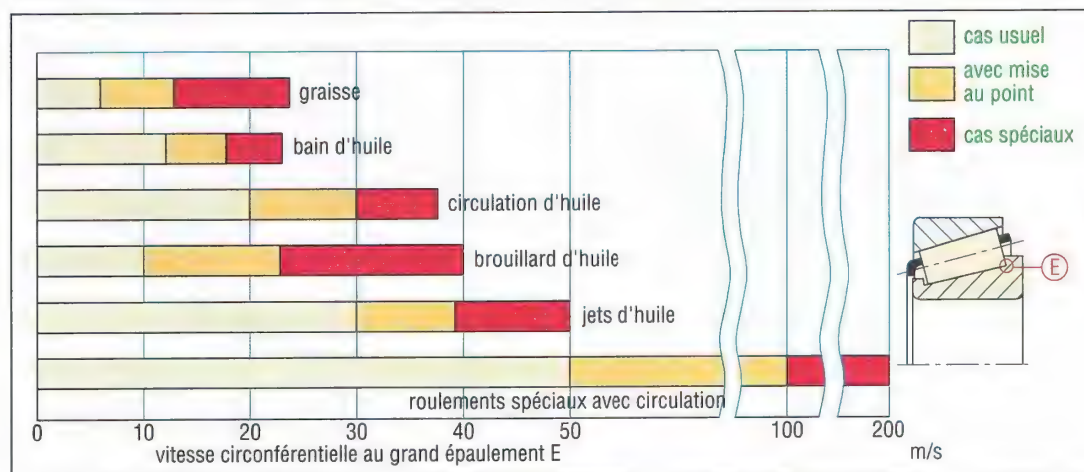 graisse
bain d'huile
circulation d'huile
brouillard d'huile
jets d'huile
roulements spéciaux avec circulation
0 10 20 30 40 50 100 200
vitesse circonférentielle au grand épaulement E
m/s
cas usuel
avec mise
au point
cas spéciaux
E